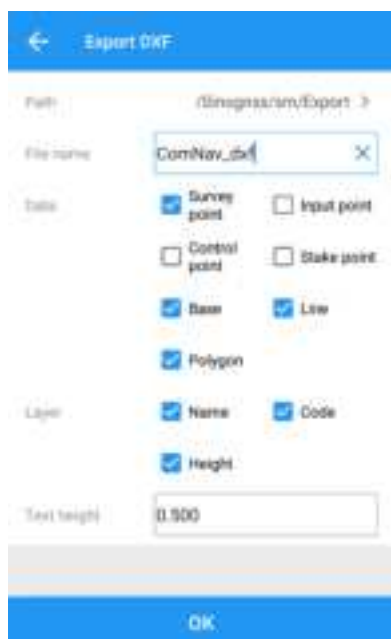 Export DXF
Path /Sinognss/sm/Export >
File name ComNav_dxf
Data Survey point Input point
Control point Stake point
Base Line
Polygon
Layer Name Code
Height
Text height 0.500
OK